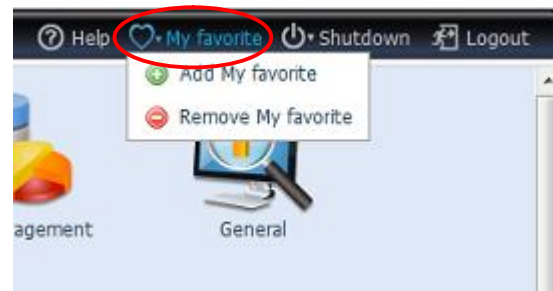 Help My favorite Shutdown Logout
Add My favorite
Remove My favorite
agement General